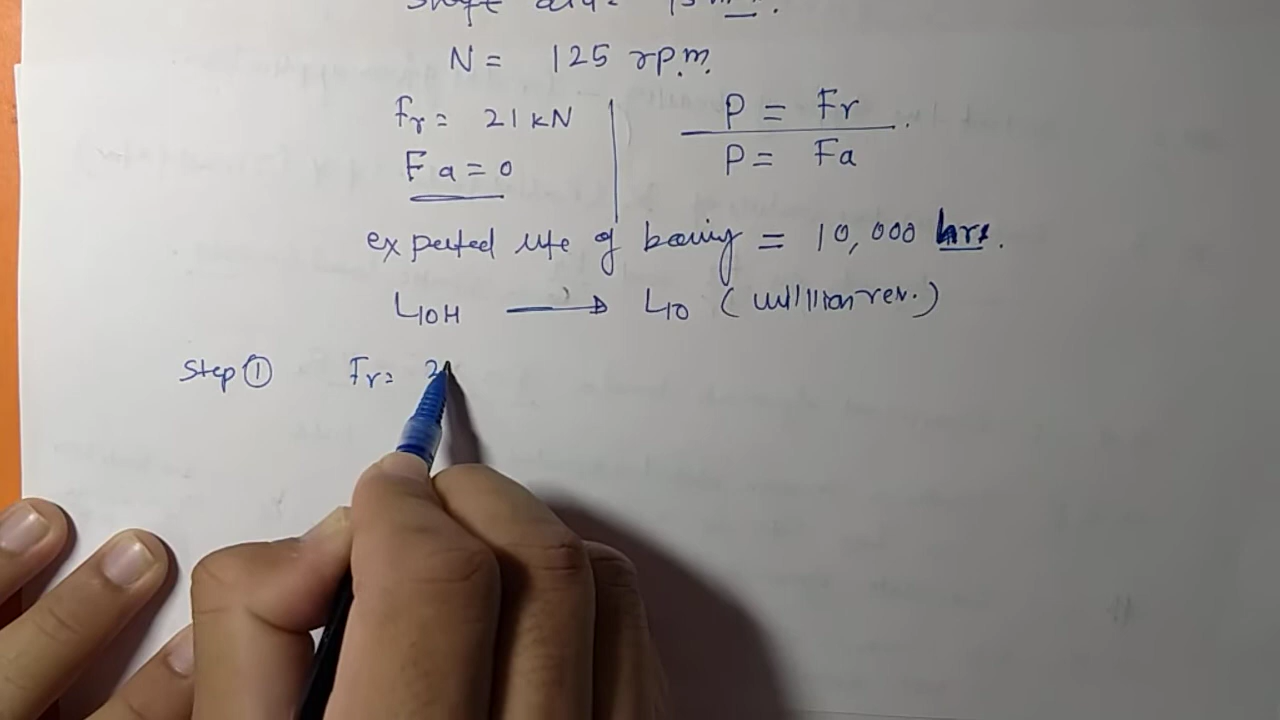 N = 125 rpm.
Fr = 21 kN
Fa = 0
P = Fr
P = Fa
expected life of bearing = 10,000 hrs.
L10H → L10 (million rev.)
Step ① Fr = 2